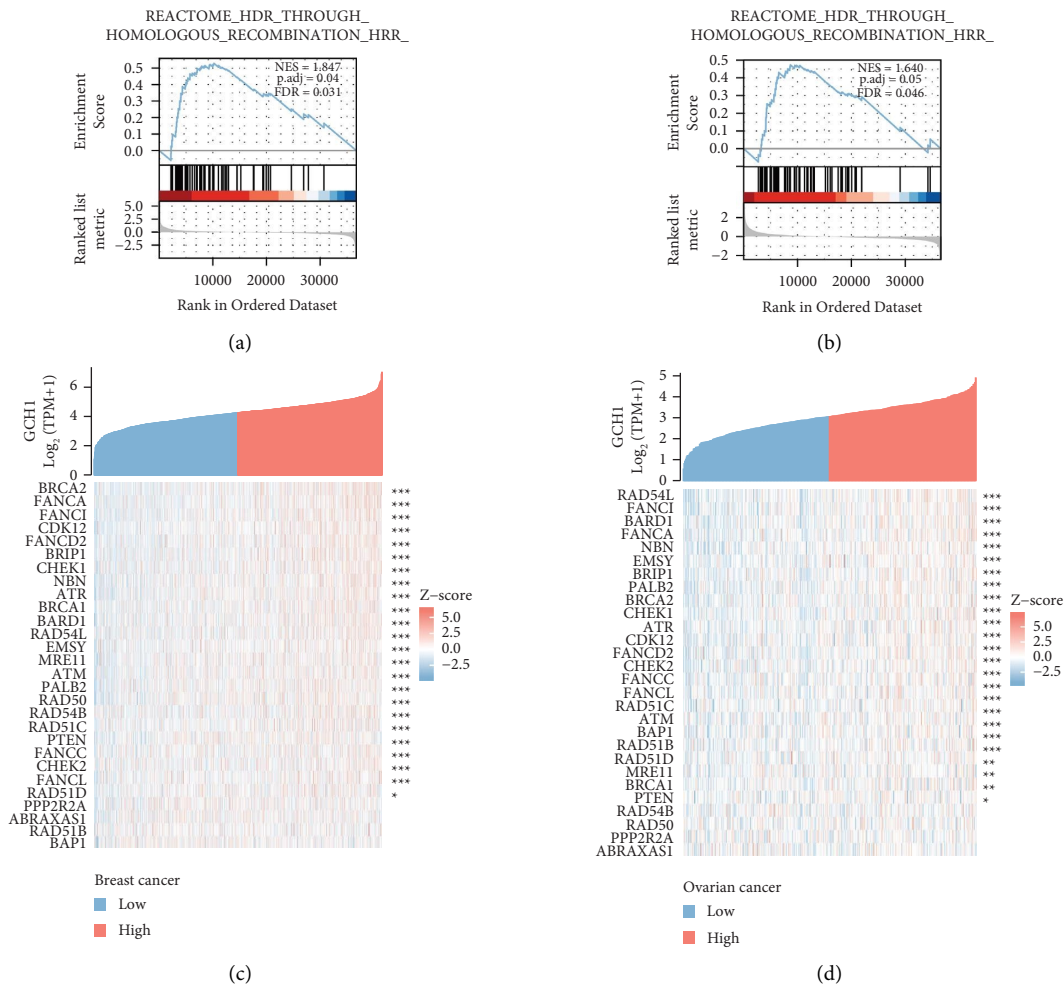 REACTOME_HDR_THROUGH_
HOMOLOGOUS_RECOMBINATION_HRR_
NES = 1.847
p.adj = 0.04
FDR = 0.031
Enrichment
Score
0.5
0.4
0.3
0.2
0.1
0.0
Ranked list
metric
5.0
2.5
0.0
−2.5
10000
20000
30000
Rank in Ordered Dataset
(a)
REACTOME_HDR_THROUGH_
HOMOLOGOUS_RECOMBINATION_HRR_
NES = 1.640
p.adj = 0.05
FDR = 0.046
Enrichment
Score
0.5
0.4
0.3
0.2
0.1
0.0
Ranked list
metric
2
0
−2
10000
20000
30000
Rank in Ordered Dataset
(b)
GCH1
Log2 (TPM+1)
6
4
2
0
BRCA2 ***
FANCA ***
FANCI ***
CDK12 ***
FANCD2 ***
BRIP1 ***
CHEK1 ***
NBN ***
ATR ***
BRCA1 ***
BARD1 ***
RAD54L ***
EMSY ***
MRE11 ***
ATM ***
PALB2 ***
RAD50 ***
RAD54B ***
RAD51C ***
PTEN ***
FANCC ***
CHEK2 ***
FANCL ***
RAD51D *
PPP2R2A
ABRAXAS1
RAD51B
BAP1
Z−score
5.0
2.5
0.0
−2.5
Breast cancer
Low
High
(c)
GCH1
Log2 (TPM+1)
5
4
3
2
1
0
RAD54L ***
FANCI ***
BARD1 ***
FANCA ***
NBN ***
EMSY ***
BRIP1 ***
PALB2 ***
BRCA2 ***
CHEK1 ***
ATR ***
CDK12 ***
FANCD2 ***
CHEK2 ***
FANCC ***
FANCL ***
RAD51C ***
ATM ***
BAP1 ***
RAD51B ***
RAD51D **
MRE11 **
BRCA1 **
PTEN *
RAD54B
RAD50
PPP2R2A
ABRAXAS1
Z−score
5.0
2.5
0.0
−2.5
Ovarian cancer
Low
High
(d)